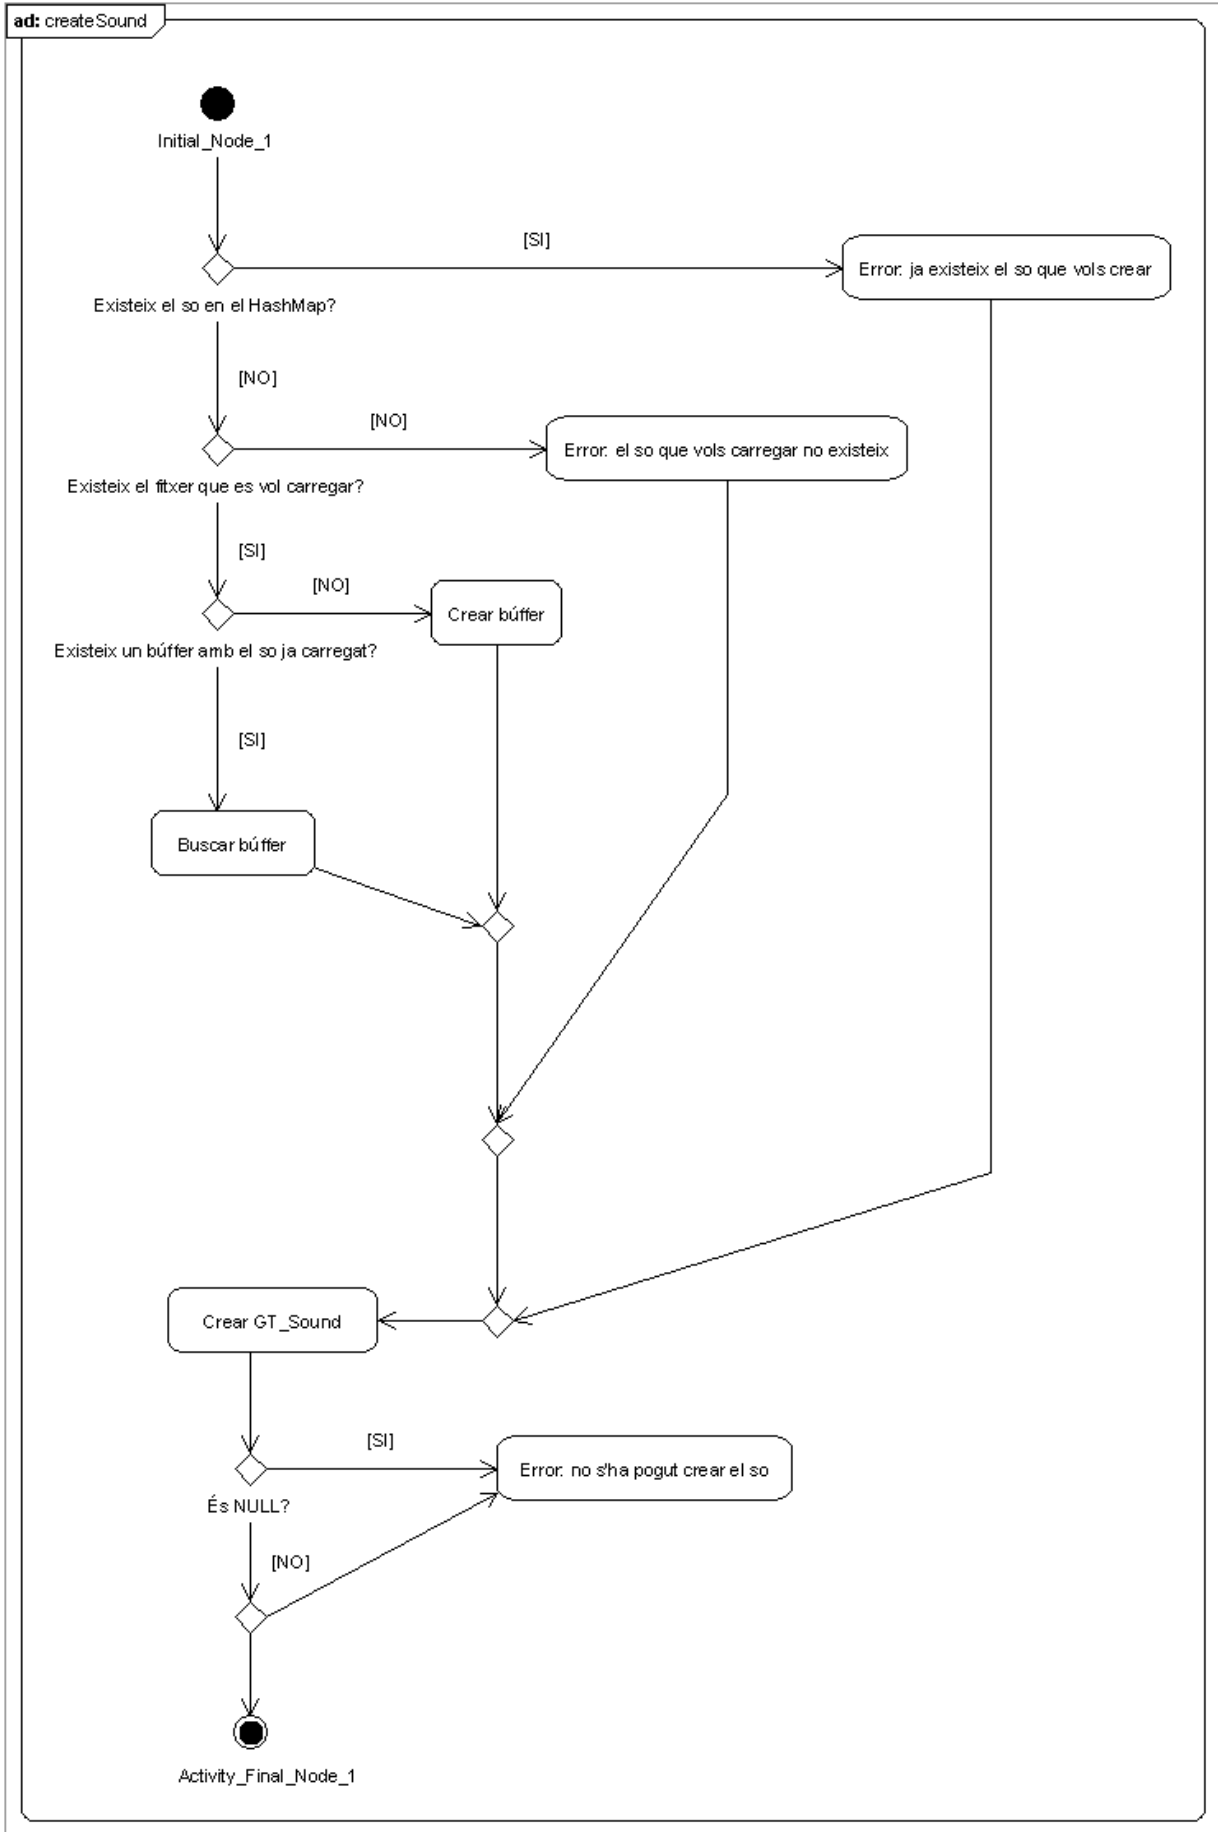 ad: createSound
Initial_Node_1
[SI]
Error: ja existeix el so que vols crear
Existeix el so en el HashMap?
[NO]
[NO]
Error: el so que vols carregar no existeix
Existeix el fitxer que es vol carregar?
[SI]
[NO]
Crear búffer
Existeix un búffer amb el so ja carregat?
[SI]
Buscar búffer
Crear GT_Sound
[SI]
Error: no s'ha pogut crear el so
És NULL?
[NO]
Activity_Final_Node_1